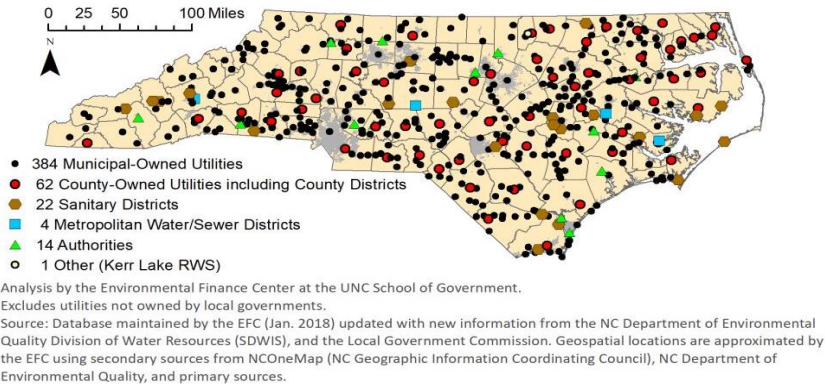 0 25 50 100 Miles
N
384 Municipal-Owned Utilities
62 County-Owned Utilities including County Districts
22 Sanitary Districts
4 Metropolitan Water/Sewer Districts
14 Authorities
1 Other (Kerr Lake RWS)
Analysis by the Environmental Finance Center at the UNC School of Government.
Excludes utilities not owned by local governments.
Source: Database maintained by the EFC (Jan. 2018) updated with new information from the NC Department of Environmental
Quality Division of Water Resources (SDWIS), and the Local Government Commission. Geospatial locations are approximated by
the EFC using secondary sources from NCOneMap (NC Geographic Information Coordinating Council), NC Department of
Environmental Quality, and primary sources.